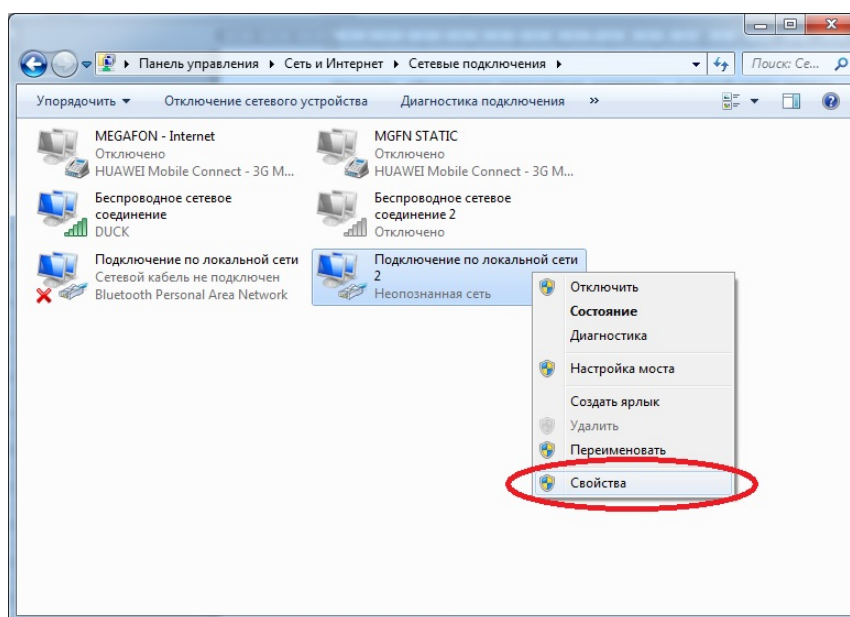 Панель управления Сеть и Интернет Сетевые подключения Поиск: Се...
Упорядочить Отключение сетевого устройства Диагностика подключения »
MEGAFON - Internet
Отключено
HUAWEI Mobile Connect - 3G M...
MGFN STATIC
Отключено
HUAWEI Mobile Connect - 3G M...
Беспроводное сетевое
соединение
DUCK
Беспроводное сетевое
соединение 2
Отключено
Подключение по локальной сети
Сетевой кабель не подключен
Bluetooth Personal Area Network
Подключение по локальной сети
2
Неопознанная сеть
Отключить
Состояние
Диагностика
Настройка моста
Создать ярлык
Удалить
Переименовать
Свойства